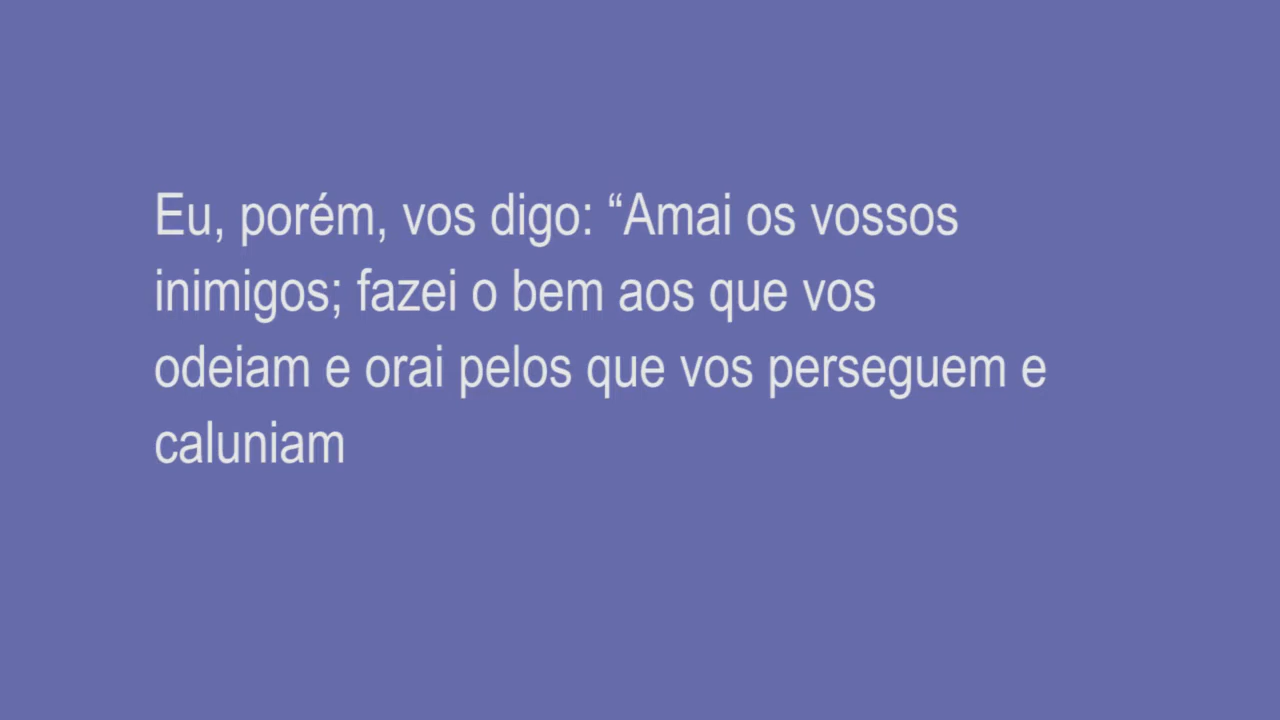 Eu, porém, vos digo: “Amai os vossos
inimigos; fazei o bem aos que vos
odeiam e orai pelos que vos perseguem e
caluniam